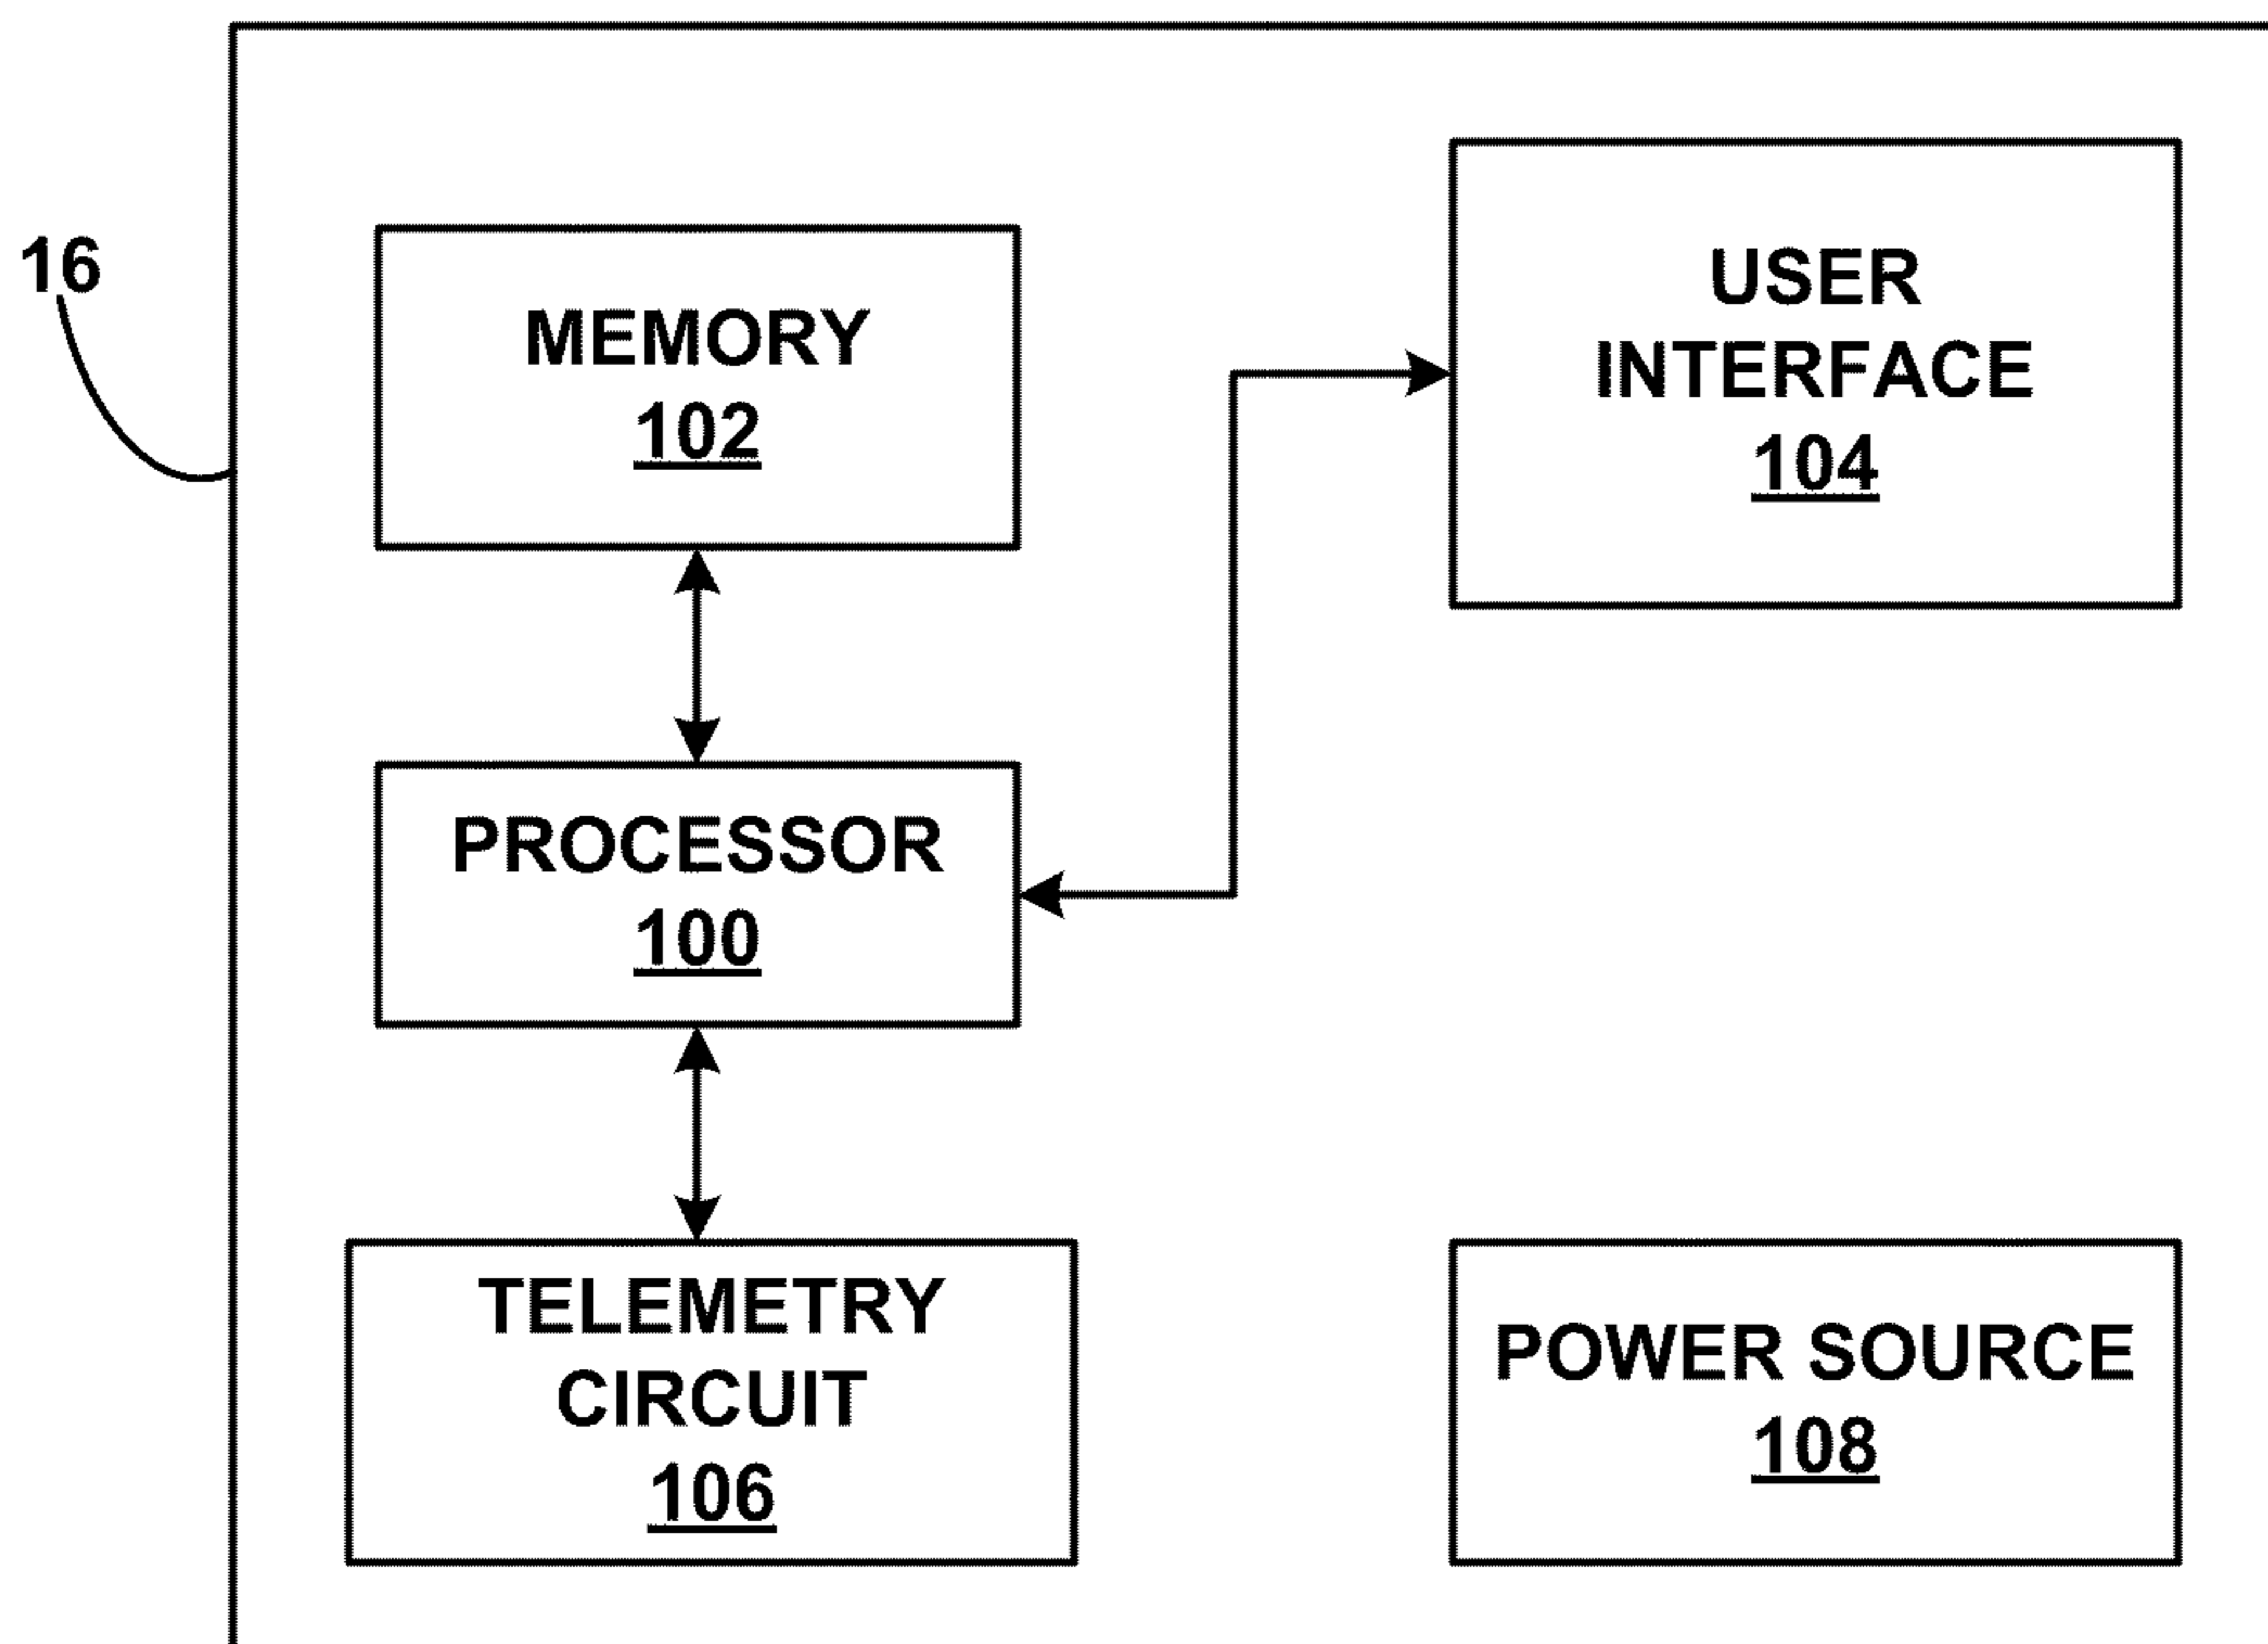 16
MEMORY
102
USER
INTERFACE
104
PROCESSOR
100
TELEMETRY
CIRCUIT
106
POWER SOURCE
108